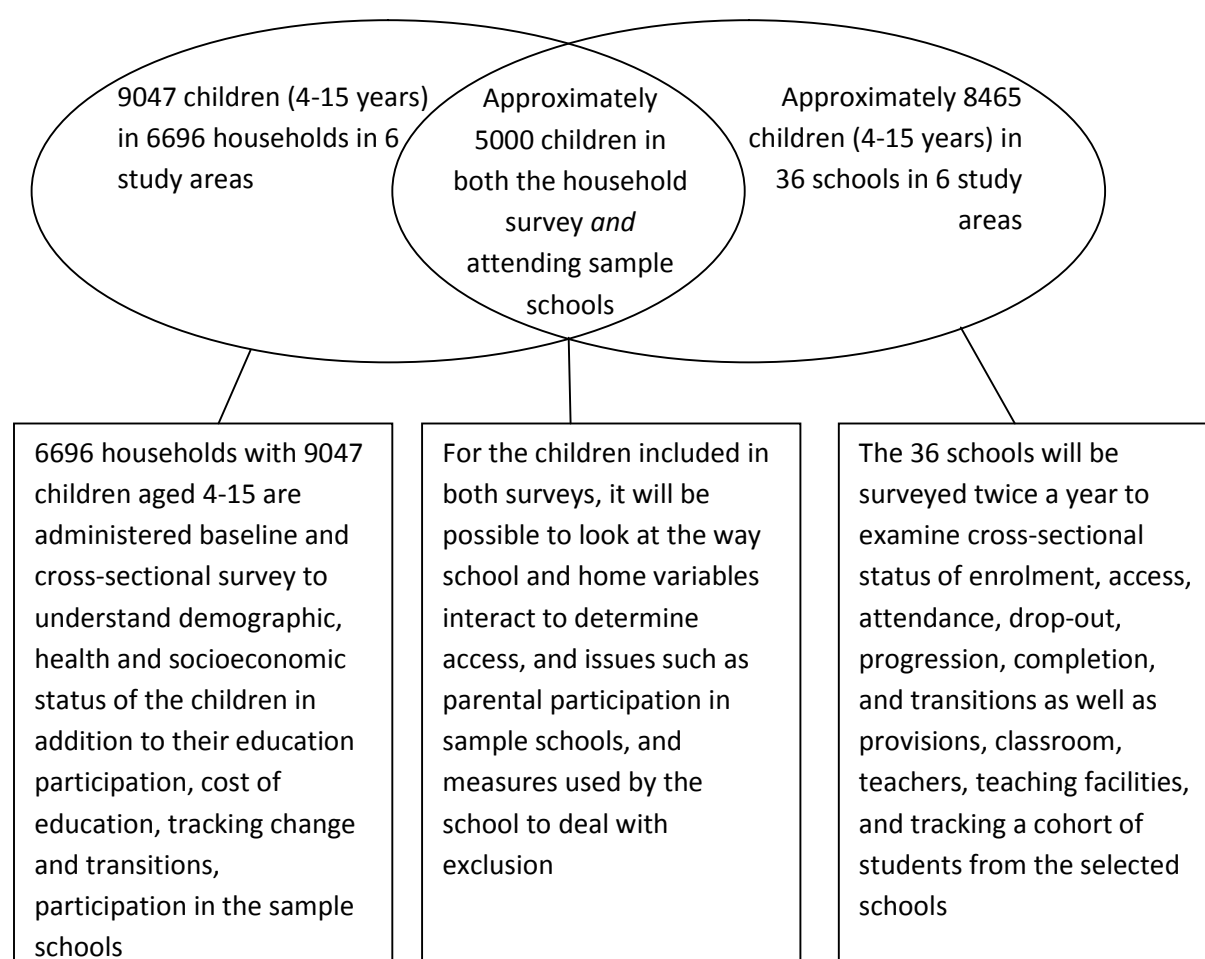 9047 children (4-15 years)
in 6696 households in 6
study areas
Approximately
5000 children in
both the household
survey and
attending sample
schools
Approximately 8465
children (4-15 years) in
36 schools in 6 study
areas
6696 households with 9047
children aged 4-15 are
administered baseline and
cross-sectional survey to
understand demographic,
health and socioeconomic
status of the children in
addition to their education
participation, cost of
education, tracking change
and transitions,
participation in the sample
schools
For the children included in
both surveys, it will be
possible to look at the way
school and home variables
interact to determine
access, and issues such as
parental participation in
sample schools, and
measures used by the
school to deal with
exclusion
The 36 schools will be
surveyed twice a year to
examine cross-sectional
status of enrolment, access,
attendance, drop-out,
progression, completion,
and transitions as well as
provisions, classroom,
teachers, teaching facilities,
and tracking a cohort of
students from the selected
schools